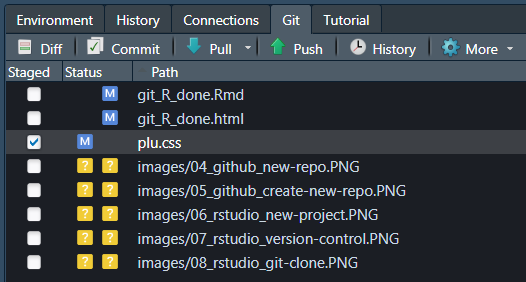 Environment History Connections Git Tutorial
Diff Commit Pull Push History More
Staged Status Path
M git_R_done.Rmd
M git_R_done.html
M plu.css
? ? images/04_github_new-repo.PNG
? ? images/05_github_create-new-repo.PNG
? ? images/06_rstudio_new-project.PNG
? ? images/07_rstudio_version-control.PNG
? ? images/08_rstudio_git-clone.PNG